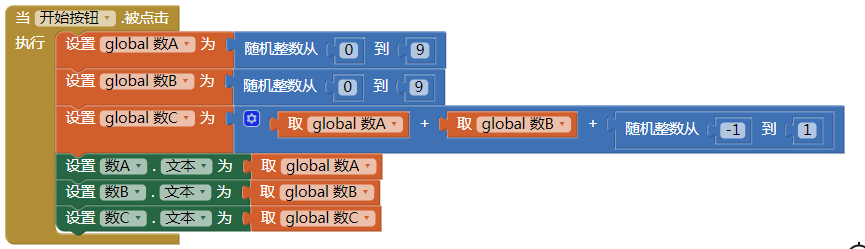 当 开始按钮 .被点击
执行 设置 global 数A 为 随机整数从 0 到 9
设置 global 数B 为 随机整数从 0 到 9
设置 global 数C 为 取 global 数A + 取 global 数B + 随机整数从 -1 到 1
设置 数A . 文本 为 取 global 数A
设置 数B . 文本 为 取 global 数B
设置 数C . 文本 为 取 global 数C